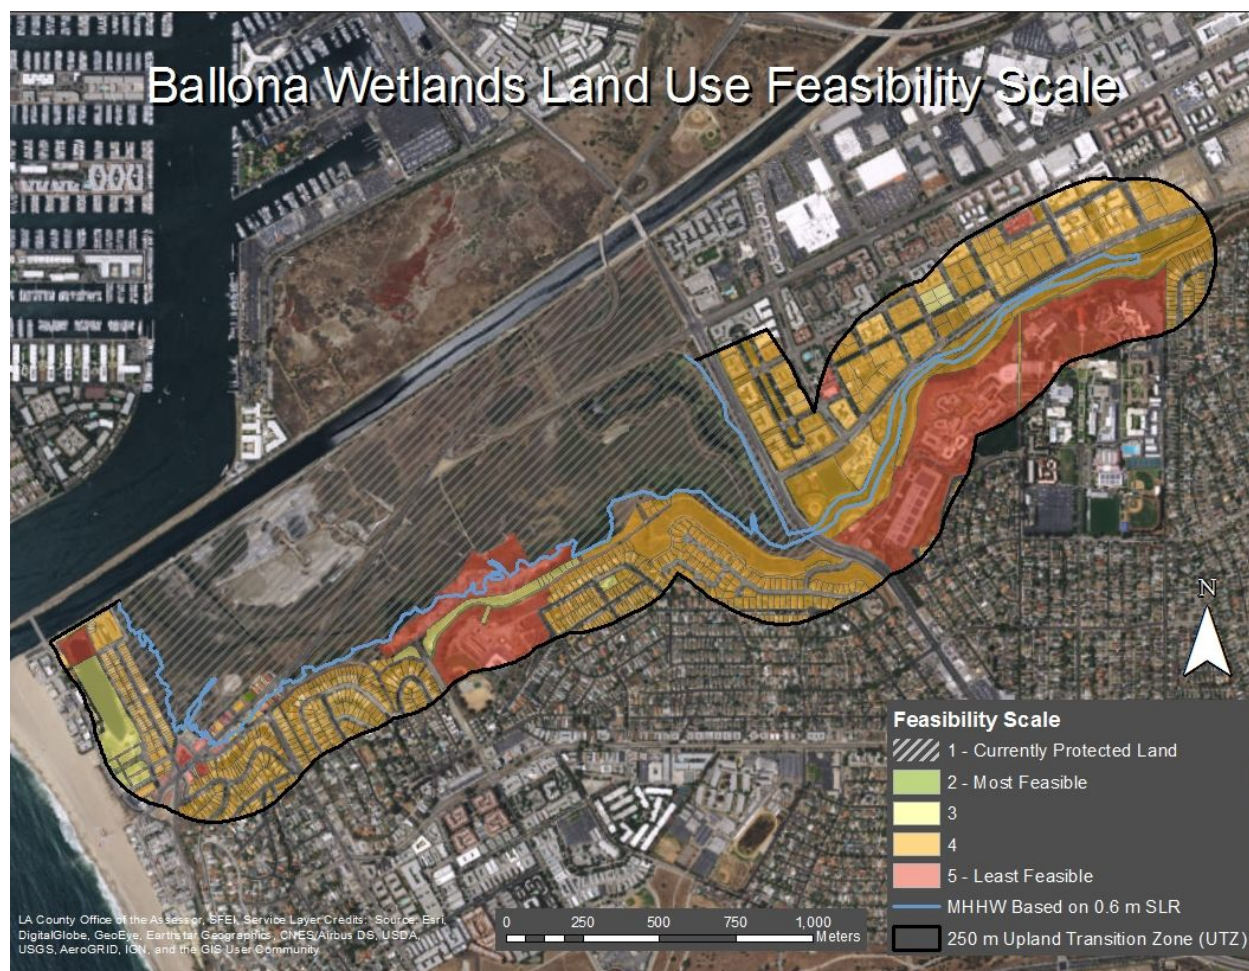 Ballona Wetlands Land Use Feasibility Scale
N
Feasibility Scale
1 - Currently Protected Land
2 - Most Feasible
3
4
5 - Least Feasible
MHHW Based on 0.6 m SLR
250 m Upland Transition Zone (UTZ)
0 250 500 750 1,000
Meters
LA County Office of the Assessor, SFEI, Service Layer Credits: Source: Esri,
DigitalGlobe, GeoEye, Earthstar Geographics, CNES/Airbus DS, USDA,
USGS, AeroGRID, IGN, and the GIS User Community